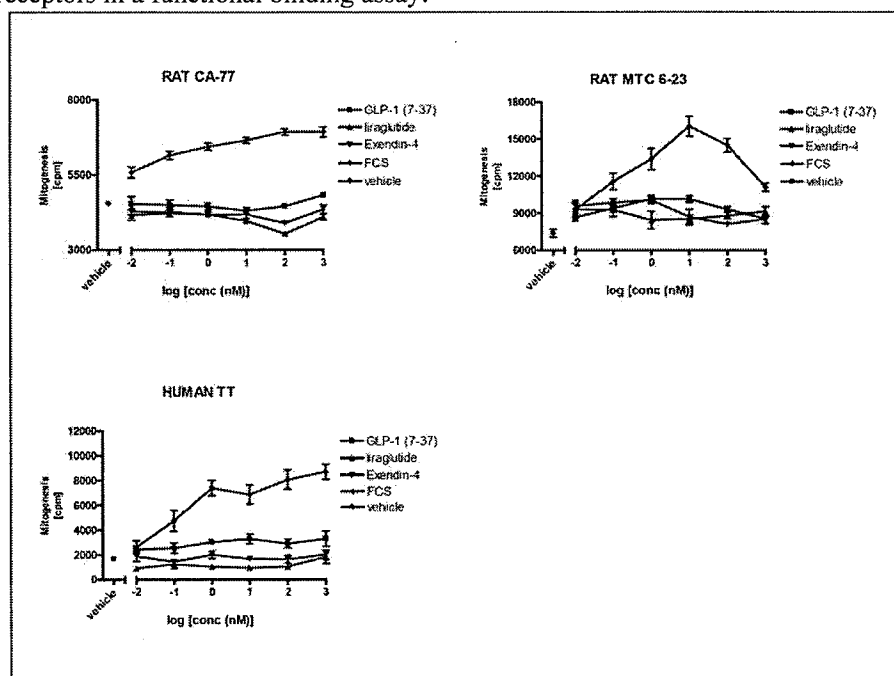 receptors in a functional binding assay.
RAT CA-77
8000
5500
3000
Mitogenesis
[cpm]
vehicle
-2 -1 0 1 2 3
log [conc (nM)]
GLP-1 (7-37)
liraglutide
Exendin-4
FCS
vehicle
RAT MTC 6-23
18000
15000
12000
9000
6000
Mitogenesis
[cpm]
vehicle
-2 -1 0 1 2 3
log [conc (nM)]
GLP-1 (7-37)
liraglutide
Exendin-4
FCS
vehicle
HUMAN TT
12000
10000
8000
6000
4000
2000
0
Mitogenesis
[cpm]
vehicle
-2 -1 0 1 2 3
log [conc (nM)]
GLP-1 (7-37)
liraglutide
Exendin-4
FCS
vehicle